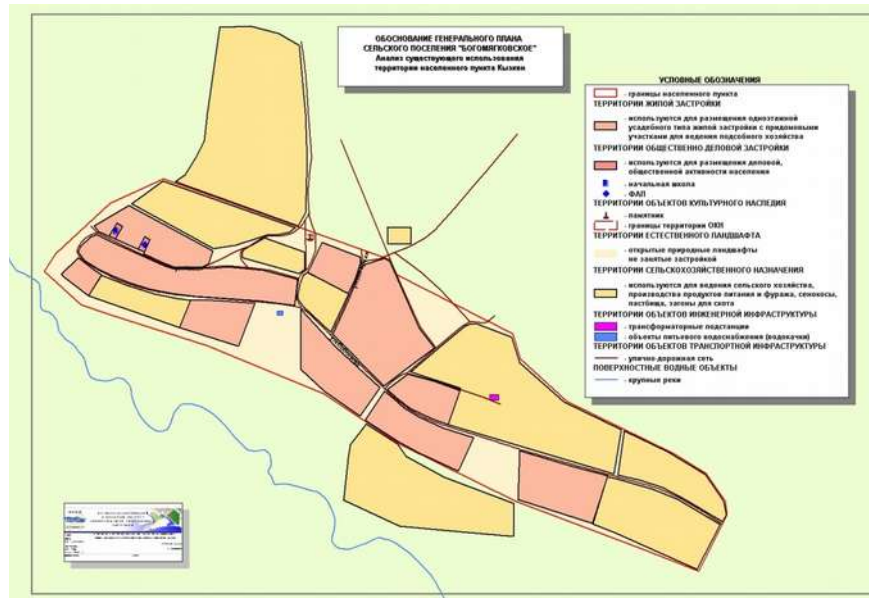 ОБОСНОВАНИЕ ГЕНЕРАЛЬНОГО ПЛАНА
СЕЛЬСКОГО ПОСЕЛЕНИЯ "БОГОМЯГКОВСКОЕ"
Анализ существующего использования
территории населенного пункта Кызкен
УСЛОВНЫЕ ОБОЗНАЧЕНИЯ
- границы населенного пункта
ТЕРРИТОРИИ ЖИЛОЙ ЗАСТРОЙКИ
- используются для размещения одноэтажной
усадебного типа жилой застройки с придомовыми
участками для ведения подсобного хозяйства
ТЕРРИТОРИИ ОБЩЕСТВЕННО ДЕЛОВОЙ ЗАСТРОЙКИ
- используются для размещения деловой,
общественной активности населения
- начальная школа
- ФАП
ТЕРРИТОРИИ ОБЪЕКТОВ КУЛЬТУРНОГО НАСЛЕДИЯ
- памятник
- границы территории ОКН
ТЕРРИТОРИИ ЕСТЕСТВЕННОГО ЛАНДШАФТА
- открытые природные ландшафты
не занятые застройкой
ТЕРРИТОРИИ СЕЛЬСКОХОЗЯЙСТВЕННОГО НАЗНАЧЕНИЯ
- используются для ведения сельского хозяйства,
производства продуктов питания и фуража, сенокосы,
пастбища, загоны для скота
ТЕРРИТОРИИ ОБЪЕКТОВ ИНЖЕНЕРНОЙ ИНФРАСТРУКТУРЫ
- трансформаторные подстанции
- объекты питьевого водоснабжения (водокачки)
ТЕРРИТОРИИ ОБЪЕКТОВ ТРАНСПОРТНОЙ ИНФРАСТРУКТУРЫ
- улично-дорожная сеть
ПОВЕРХНОСТНЫЕ ВОДНЫЕ ОБЪЕКТЫ
- крупные реки